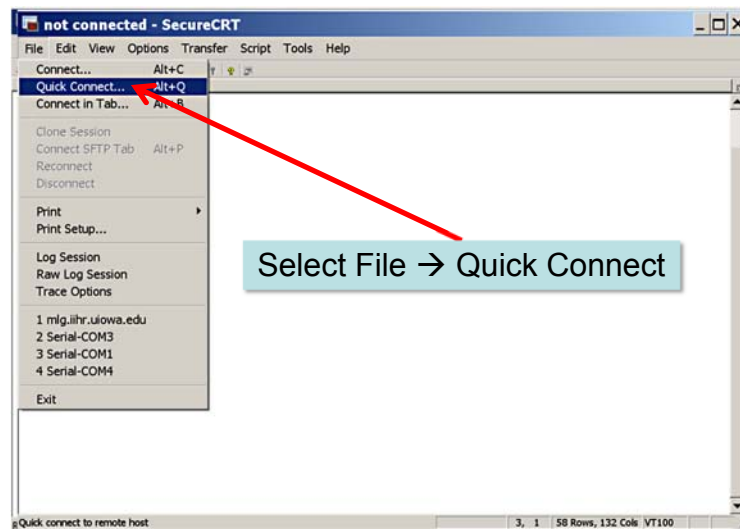 not connected - SecureCRT
File Edit View Options Transfer Script Tools Help
Connect... Alt+C
Quick Connect... Alt+Q
Connect in Tab... Alt+B
Clone Session
Connect SFTP Tab Alt+P
Reconnect
Disconnect
Print
Print Setup...
Log Session
Raw Log Session
Trace Options
1 mlg.iihr.uiowa.edu
2 Serial-COM3
3 Serial-COM1
4 Serial-COM4
Exit
Select File → Quick Connect
Quick connect to remote host 3, 1 58 Rows, 132 Cols VT100